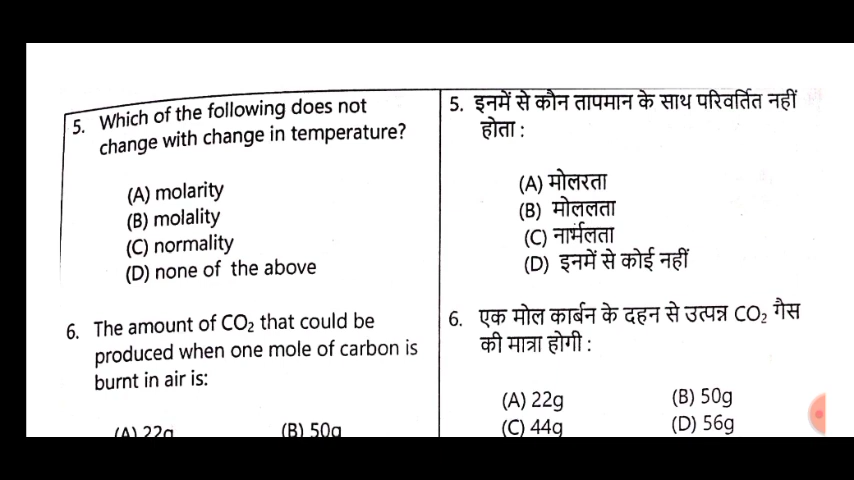 5. Which of the following does not
change with change in temperature?
(A) molarity
(B) molality
(C) normality
(D) none of the above
6. The amount of CO₂ that could be
produced when one mole of carbon is
burnt in air is:
(A) 22g (B) 50g
5. इनमें से कौन तापमान के साथ परिवर्तित नहीं
होता :
(A) मोलरता
(B) मोललता
(C) नार्मलता
(D) इनमें से कोई नहीं
6. एक मोल कार्बन के दहन से उत्पन्न CO₂ गैस
की मात्रा होगी :
(A) 22g (B) 50g
(C) 44g (D) 56g